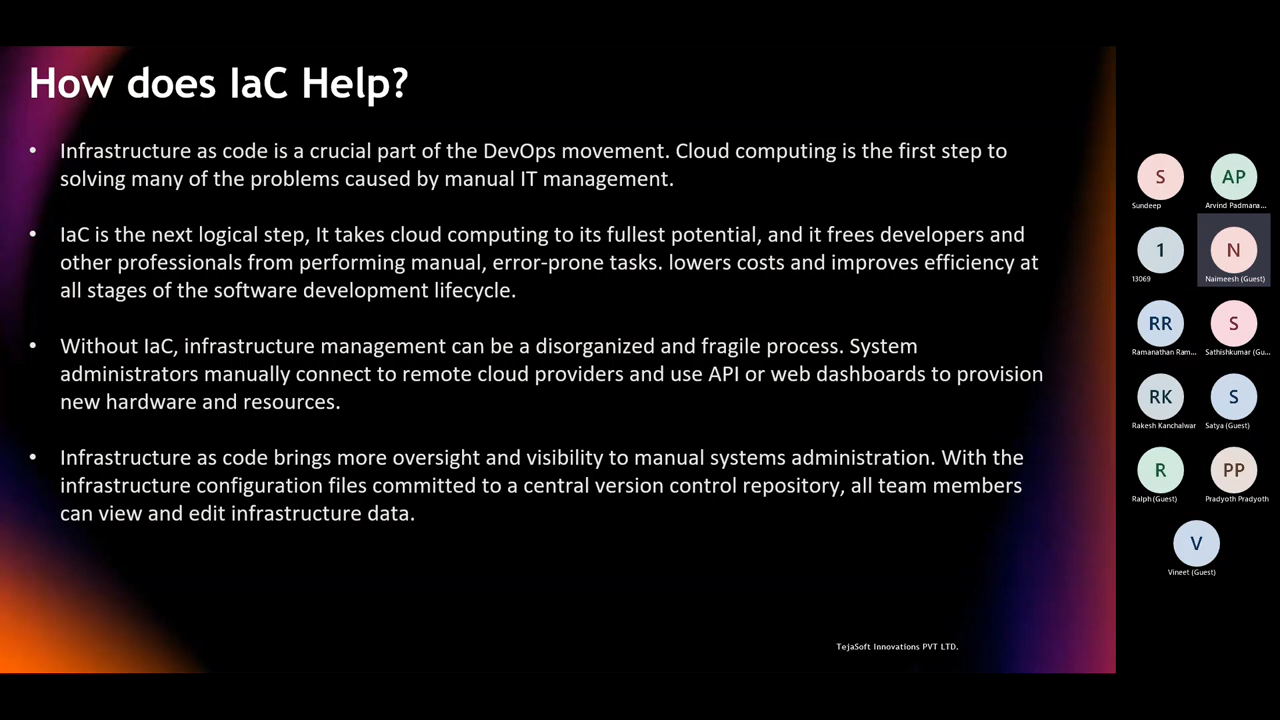 How does IaC Help?
• Infrastructure as code is a crucial part of the DevOps movement. Cloud computing is the first step to
solving many of the problems caused by manual IT management.
• IaC is the next logical step, It takes cloud computing to its fullest potential, and it frees developers and
other professionals from performing manual, error-prone tasks. lowers costs and improves efficiency at
all stages of the software development lifecycle.
• Without IaC, infrastructure management can be a disorganized and fragile process. System
administrators manually connect to remote cloud providers and use API or web dashboards to provision
new hardware and resources.
• Infrastructure as code brings more oversight and visibility to manual systems administration. With the
infrastructure configuration files committed to a central version control repository, all team members
can view and edit infrastructure data.
TejaSoft Innovations PVT LTD.
S
Sundeep
AP
Arvind Padmana...
1
13069
N
Naimeesh (Guest)
RR
Ramanathan Ram...
S
Sathishkumar (Gu...
RK
Rakesh Kanchalwar
S
Satya (Guest)
R
Ralph (Guest)
PP
Pradyoth Pradyoth
V
Vineet (Guest)